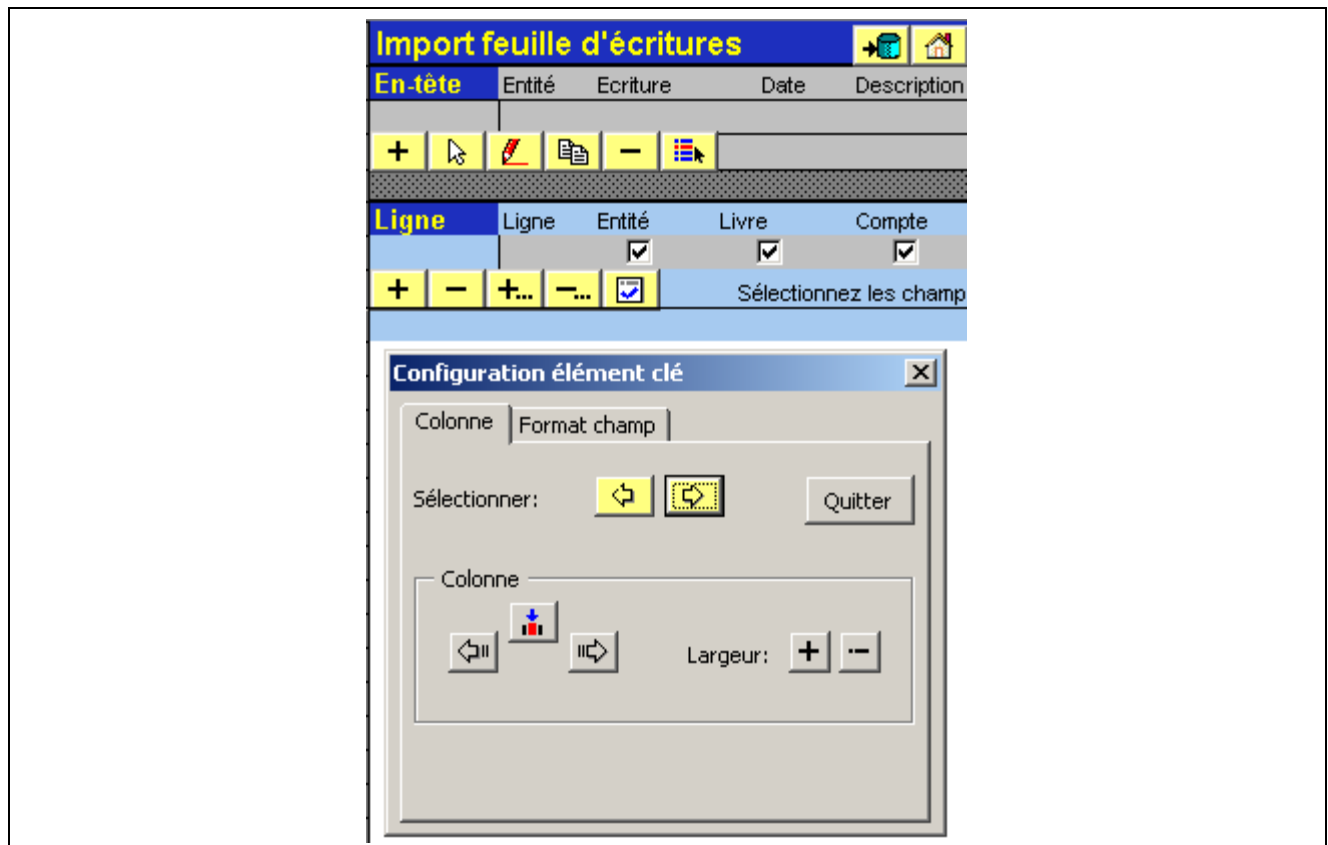 Import feuille d'écritures
En-tête Entité Ecriture Date Description
Ligne Ligne Entité Livre Compte
+... -...
Sélectionnez les champ
Configuration élément clé
Colonne Format champ
Sélectionner: Quitter
Colonne
Largeur: